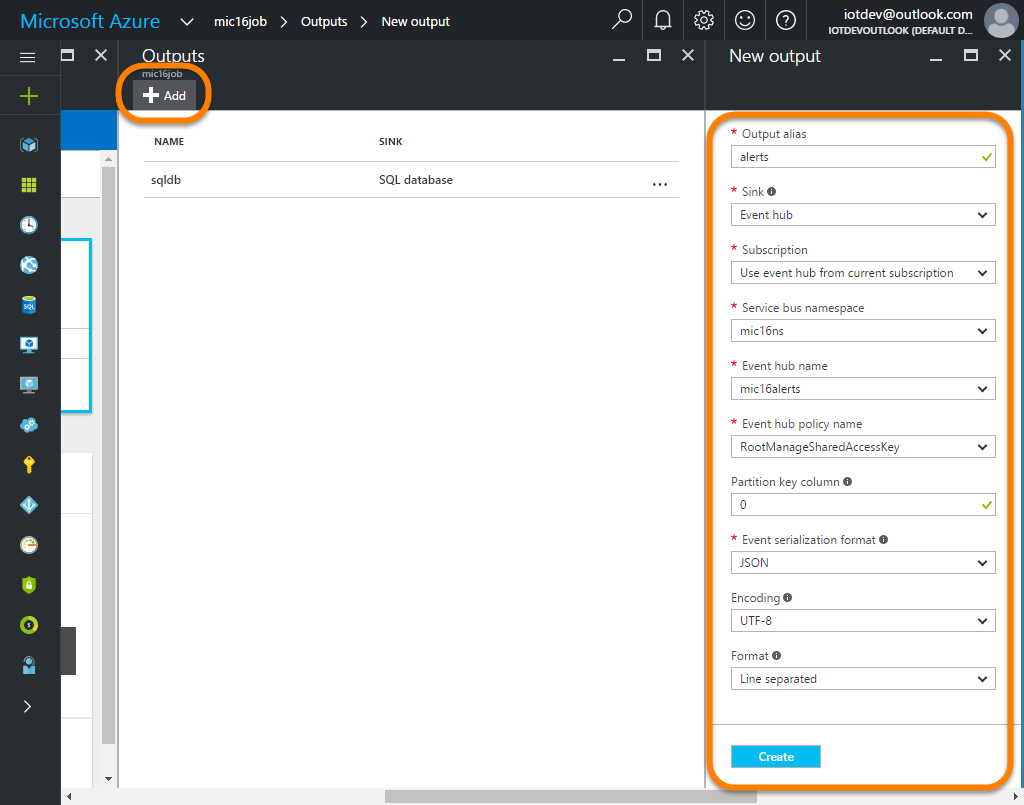 Microsoft Azure mic16job Outputs New output
iotdev@outlook.com
IOTDEVOUTLOOK (DEFAULT D...
Outputs
mic16job
Add
NAME SINK
sqldb SQL database ...
New output
* Output alias
alerts
* Sink
Event hub
* Subscription
Use event hub from current subscription
* Service bus namespace
mic16ns
* Event hub name
mic16alerts
* Event hub policy name
RootManageSharedAccessKey
Partition key column
0
* Event serialization format
JSON
Encoding
UTF-8
Format
Line separated
Create
SQL